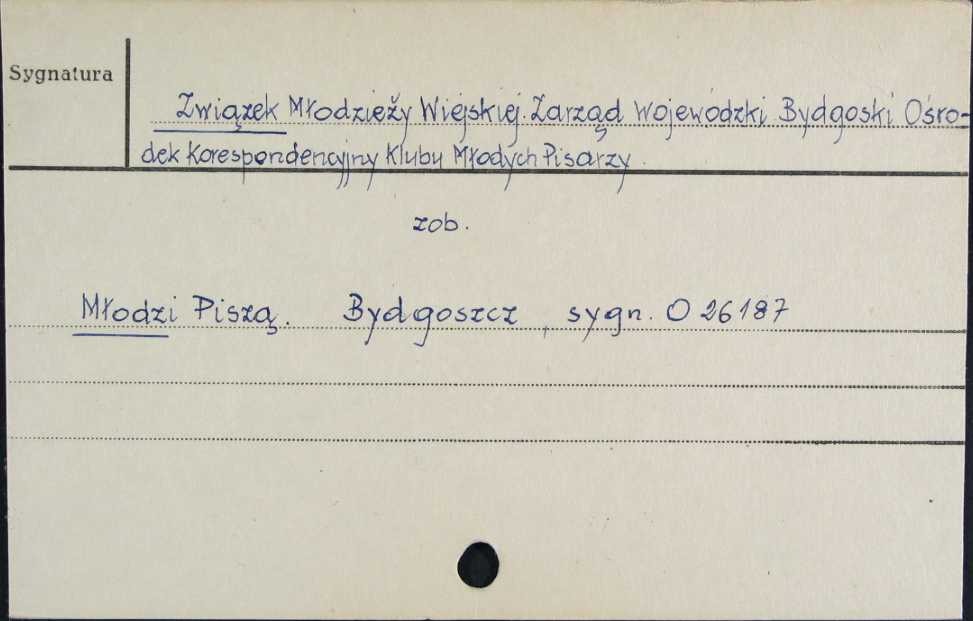 Sygnatura
Związek Młodzieży Wiejskiej. Zarząd Wojewódzki Bydgoski Ośro-
dek Korespondencyjny Klubu Młodych Pisarzy.
zob.
Młodzi Piszą. Bydgoszcz, sygn. O 26187